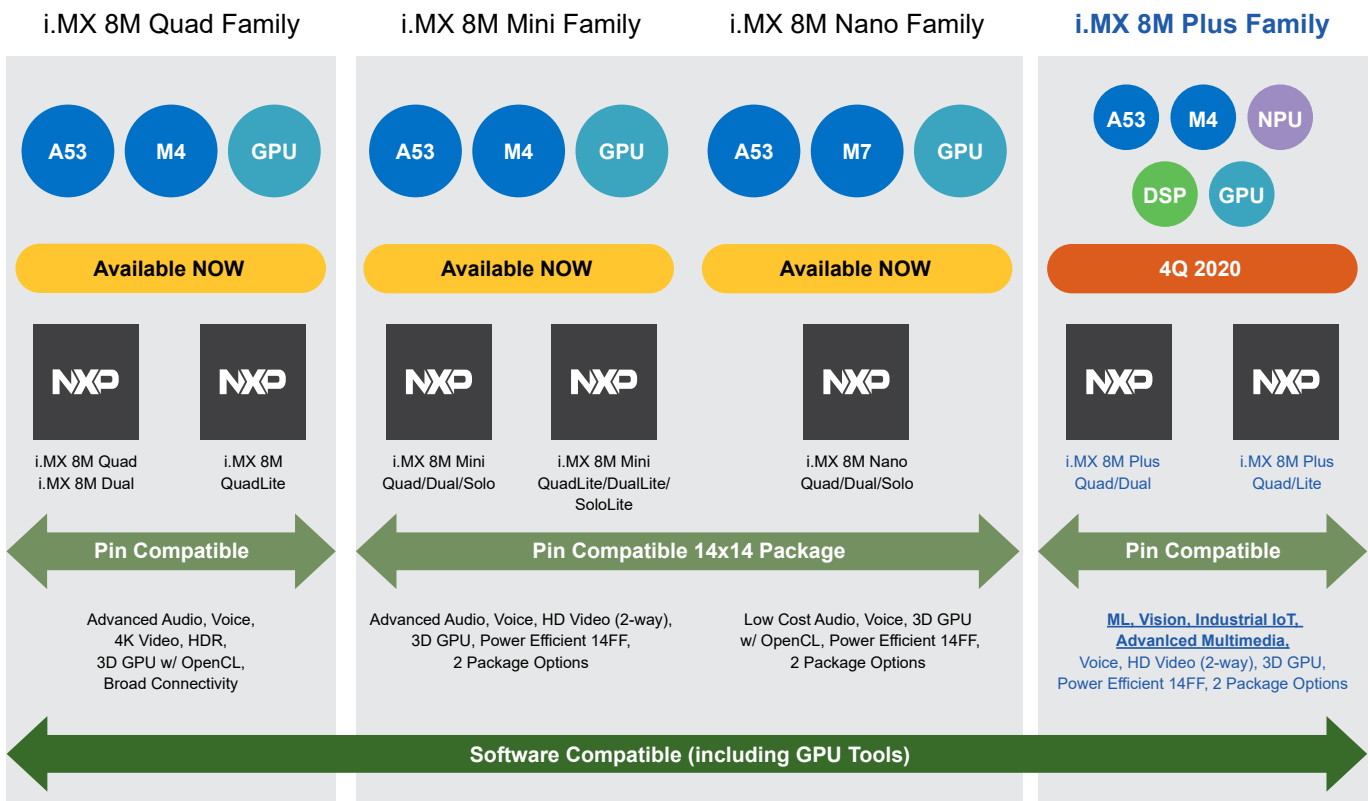 i.MX 8M Quad Family
i.MX 8M Mini Family
i.MX 8M Nano Family
i.MX 8M Plus Family
A53
M4
GPU
A53
M4
GPU
A53
M7
GPU
A53
M4
NPU
DSP
GPU
Available NOW
Available NOW
Available NOW
4Q 2020
NXP
NXP
NXP
NXP
NXP
NXP
NXP
i.MX 8M Quad
i.MX 8M Dual
i.MX 8M
QuadLite
i.MX 8M Mini
Quad/Dual/Solo
i.MX 8M Mini
QuadLite/DualLite/
SoloLite
i.MX 8M Nano
Quad/Dual/Solo
i.MX 8M Plus
Quad/Dual
i.MX 8M Plus
Quad/Lite
Pin Compatible
Pin Compatible 14x14 Package
Pin Compatible
Advanced Audio, Voice,
4K Video, HDR,
3D GPU w/ OpenCL,
Broad Connectivity
Advanced Audio, Voice, HD Video (2-way),
3D GPU, Power Efficient 14FF,
2 Package Options
Low Cost Audio, Voice, 3D GPU
w/ OpenCL, Power Efficient 14FF,
2 Package Options
ML, Vision, Industrial IoT,
Advanlced Multimedia,
Voice, HD Video (2-way), 3D GPU,
Power Efficient 14FF, 2 Package Options
Software Compatible (including GPU Tools)